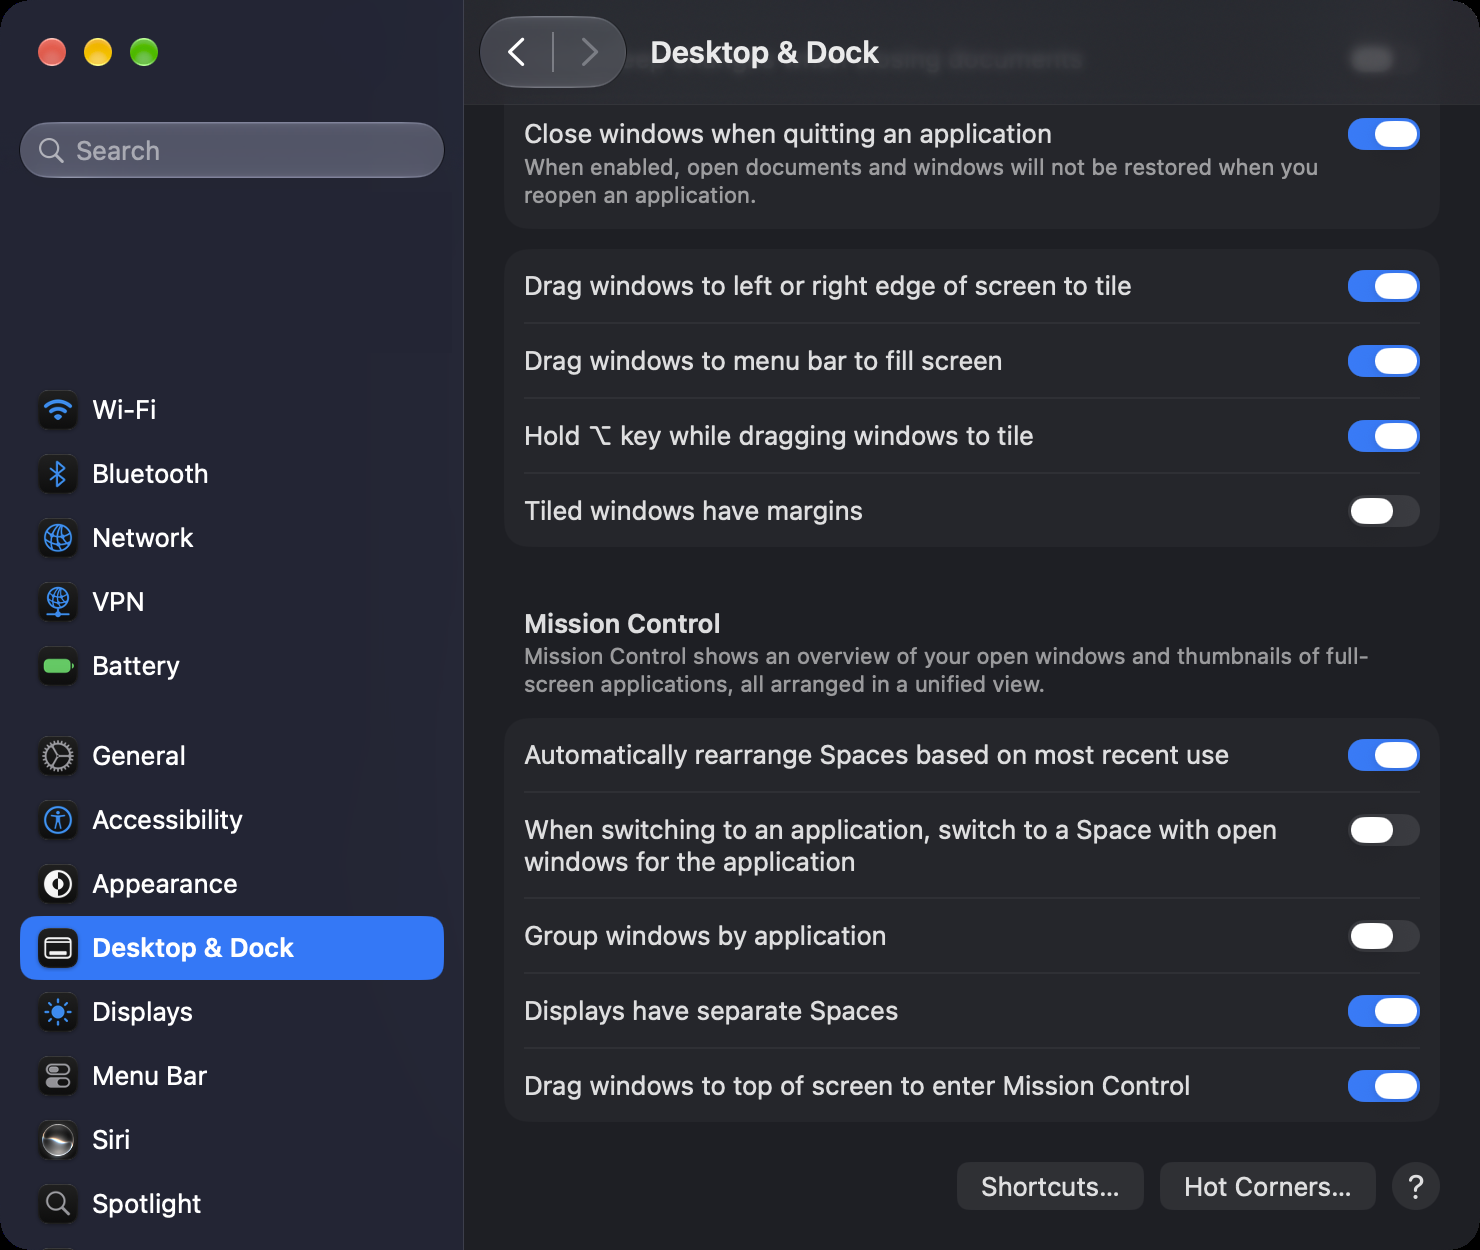 Desktop & Dock
Search
Wi-Fi
Bluetooth
Network
VPN
Battery
General
Accessibility
Appearance
Desktop & Dock
Displays
Menu Bar
Siri
Spotlight
Close windows when quitting an application
When enabled, open documents and windows will not be restored when you
reopen an application.
Drag windows to left or right edge of screen to tile
Drag windows to menu bar to fill screen
Hold ⌥ key while dragging windows to tile
Tiled windows have margins
Mission Control
Mission Control shows an overview of your open windows and thumbnails of full-
screen applications, all arranged in a unified view.
Automatically rearrange Spaces based on most recent use
When switching to an application, switch to a Space with open
windows for the application
Group windows by application
Displays have separate Spaces
Drag windows to top of screen to enter Mission Control
Shortcuts...
Hot Corners...
?